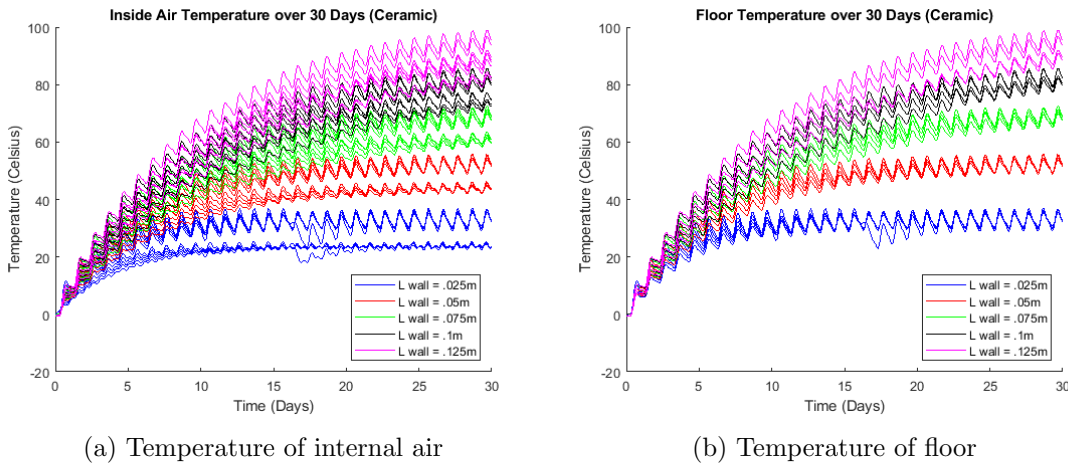 Inside Air Temperature over 30 Days (Ceramic)
100
80
60
40
20
0
-20
Temperature (Celsius)
0 5 10 15 20 25 30
Time (Days)
L wall = .025m
L wall = .05m
L wall = .075m
L wall = .1m
L wall = .125m
(a) Temperature of internal air
Floor Temperature over 30 Days (Ceramic)
100
80
60
40
20
0
-20
Temperature (Celsius)
0 5 10 15 20 25 30
Time (Days)
L wall = .025m
L wall = .05m
L wall = .075m
L wall = .1m
L wall = .125m
(b) Temperature of floor